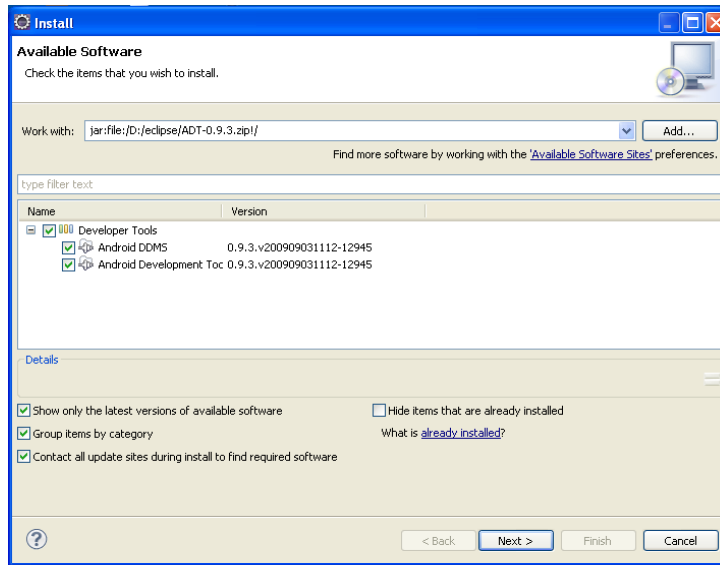 Install
Available Software
Check the items that you wish to install.
Work with: jar:file:/D:/eclipse/ADT-0.9.3.zip!/ Add...
Find more software by working with the 'Available Software Sites' preferences.
type filter text
Name Version
Developer Tools
Android DDMS 0.9.3.v200909031112-12945
Android Development Toc 0.9.3.v200909031112-12945
Details
Show only the latest versions of available software Hide items that are already installed
Group items by category What is already installed?
Contact all update sites during install to find required software
? < Back Next > Finish Cancel